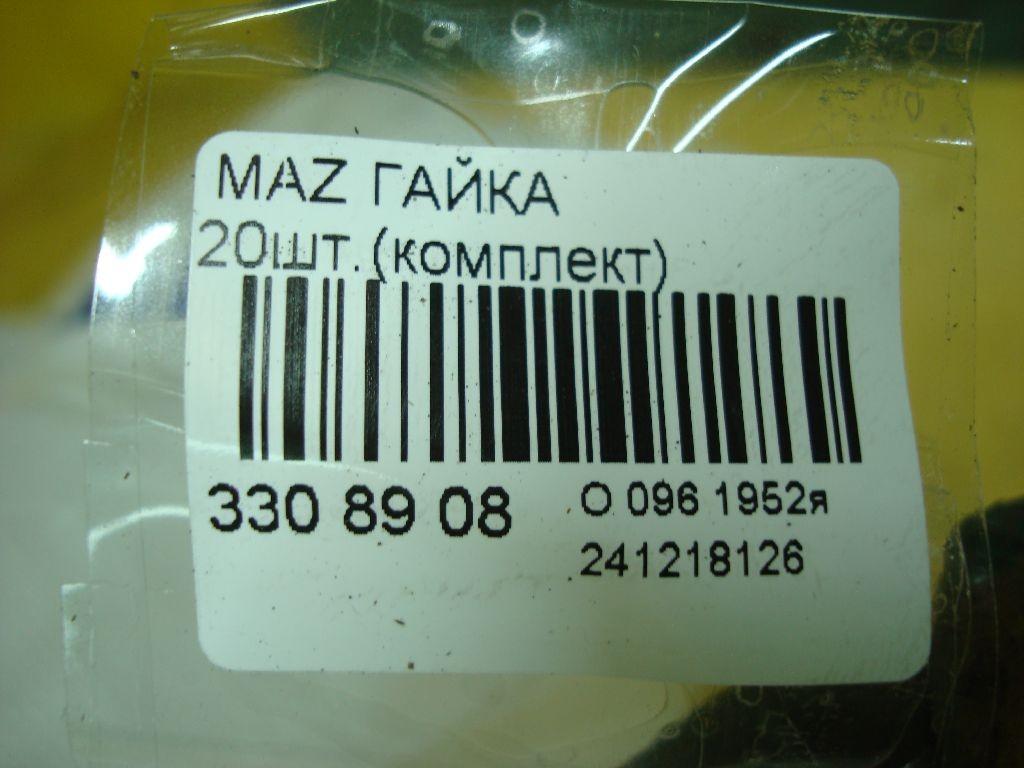 MAZ ГАЙКА
20шт.(комплект)
330 89 08
О 096 1952я
241218126